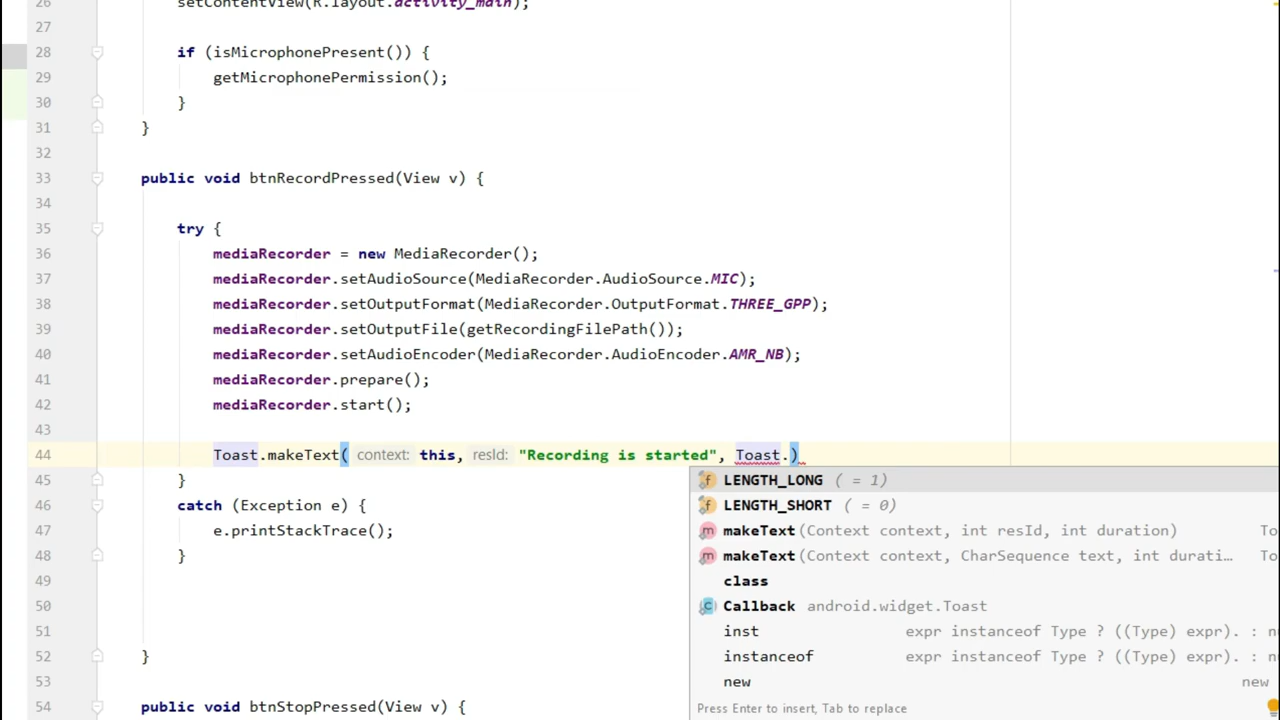 26 setContentView(R.layout.activity_main);
27
28 if (isMicrophonePresent()) {
29 getMicrophonePermission();
30 }
31 }
32
33 public void btnRecordPressed(View v) {
34
35 try {
36 mediaRecorder = new MediaRecorder();
37 mediaRecorder.setAudioSource(MediaRecorder.AudioSource.MIC);
38 mediaRecorder.setOutputFormat(MediaRecorder.OutputFormat.THREE_GPP);
39 mediaRecorder.setOutputFile(getRecordingFilePath());
40 mediaRecorder.setAudioEncoder(MediaRecorder.AudioEncoder.AMR_NB);
41 mediaRecorder.prepare();
42 mediaRecorder.start();
43
44 Toast.makeText( context: this, resId: "Recording is started", Toast.)
45 }
LENGTH_LONG ( = 1)
46 catch (Exception e) {
LENGTH_SHORT ( = 0)
47 e.printStackTrace();
makeText(Context context, int resId, int duration) To
48 }
makeText(Context context, CharSequence text, int durati… To
49
class
50
Callback android.widget.Toast
51
inst expr instanceof Type ? ((Type) expr). : nu
52 }
instanceof expr instanceof Type ? ((Type) expr). : nu
53
new new
54 public void btnStopPressed(View v) {
Press Enter to insert, Tab to replace